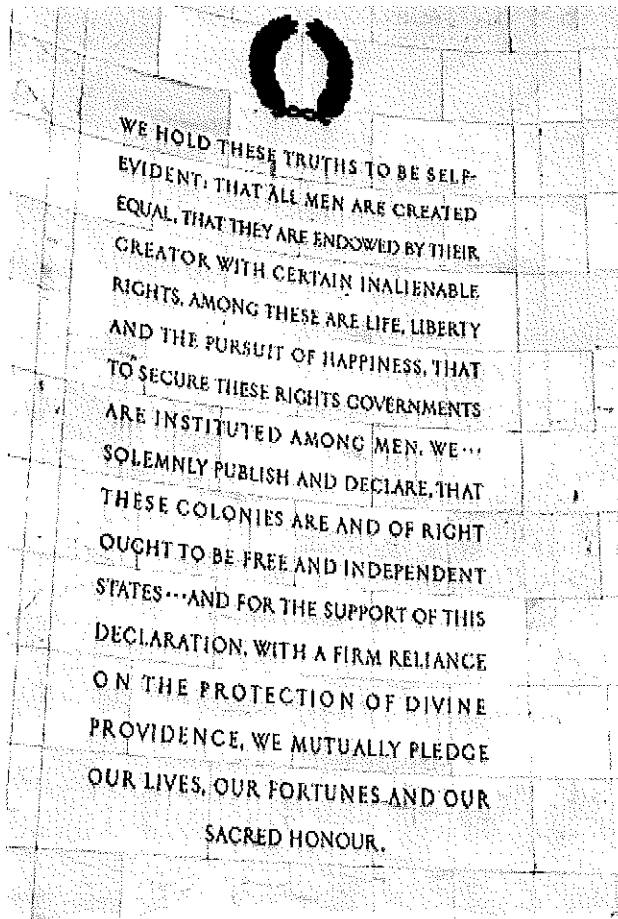 WE HOLD THESE TRUTHS TO BE SELF-
EVIDENT: THAT ALL MEN ARE CREATED
EQUAL, THAT THEY ARE ENDOWED BY THEIR
CREATOR WITH CERTAIN INALIENABLE
RIGHTS, AMONG THESE ARE LIFE, LIBERTY
AND THE PURSUIT OF HAPPINESS, THAT
TO SECURE THESE RIGHTS GOVERNMENTS
ARE INSTITUTED AMONG MEN. WE···
SOLEMNLY PUBLISH AND DECLARE, THAT
THESE COLONIES ARE AND OF RIGHT
OUGHT TO BE FREE AND INDEPENDENT
STATES···AND FOR THE SUPPORT OF THIS
DECLARATION, WITH A FIRM RELIANCE
ON THE PROTECTION OF DIVINE
PROVIDENCE, WE MUTUALLY PLEDGE
OUR LIVES, OUR FORTUNES AND OUR
SACRED HONOUR.